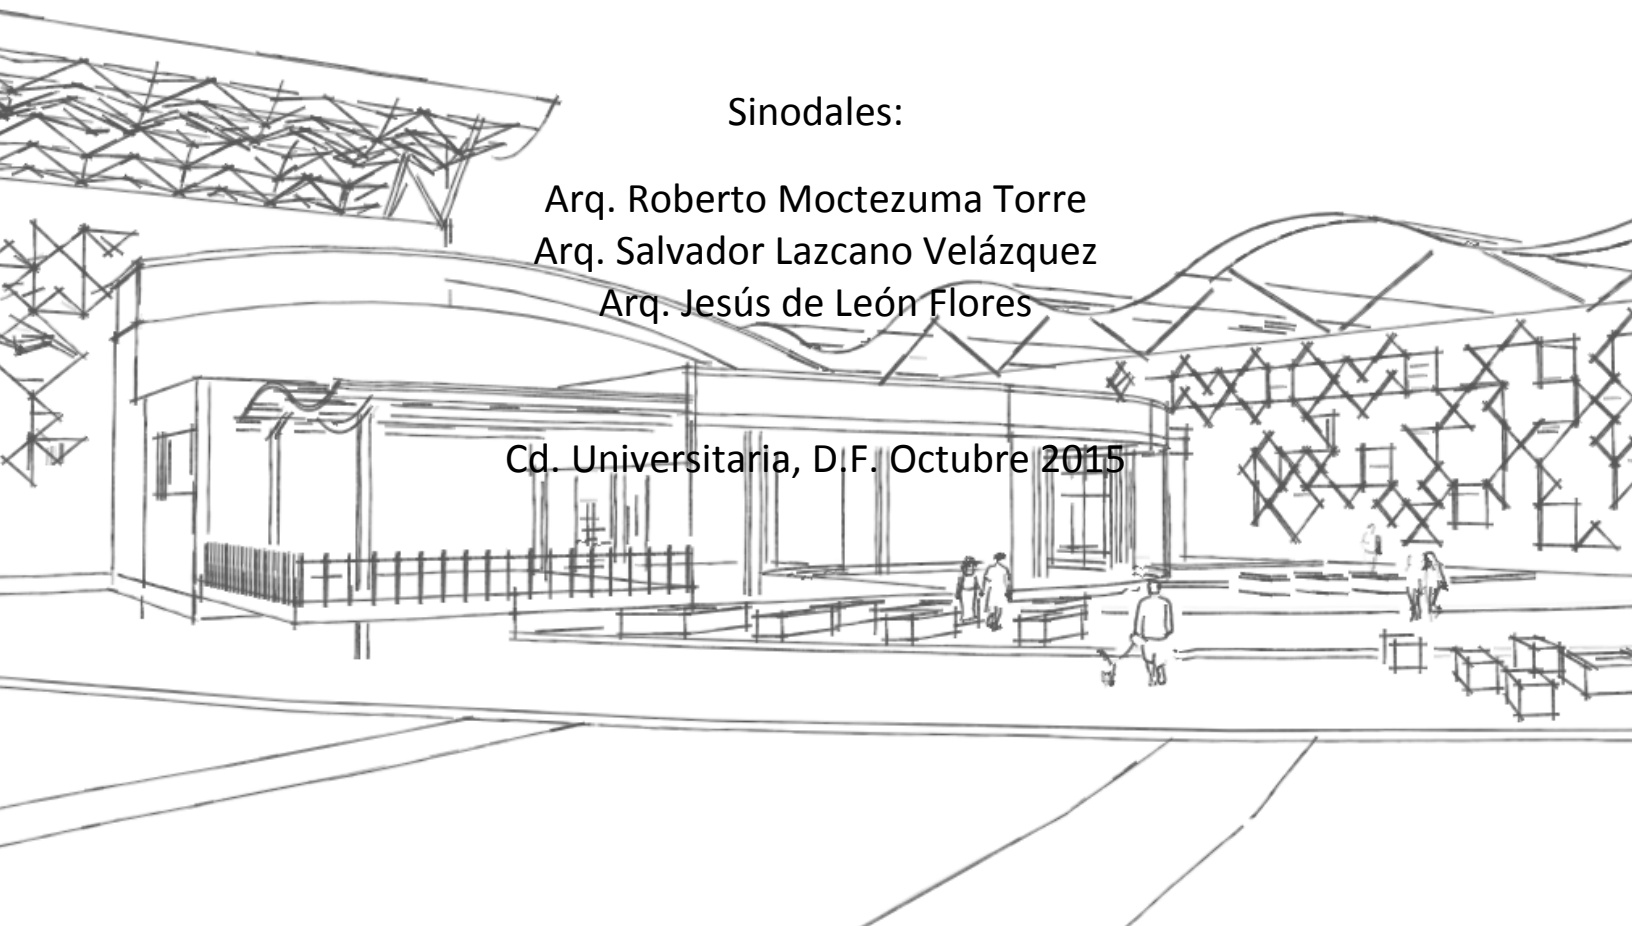 Sinodales:
Arq. Roberto Moctezuma Torre
Arq. Salvador Lazcano Velázquez
Arq. Jesús de León Flores
Cd. Universitaria, D.F. Octubre 2015